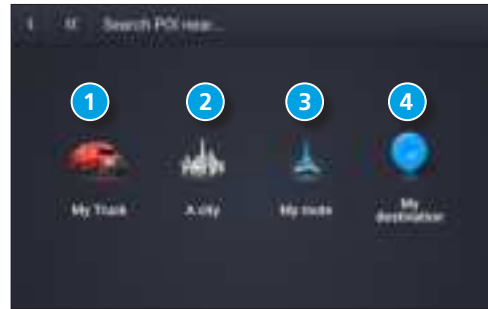 Search POI near...
1
2
3
4
My Truck
A city
My route
My
destination